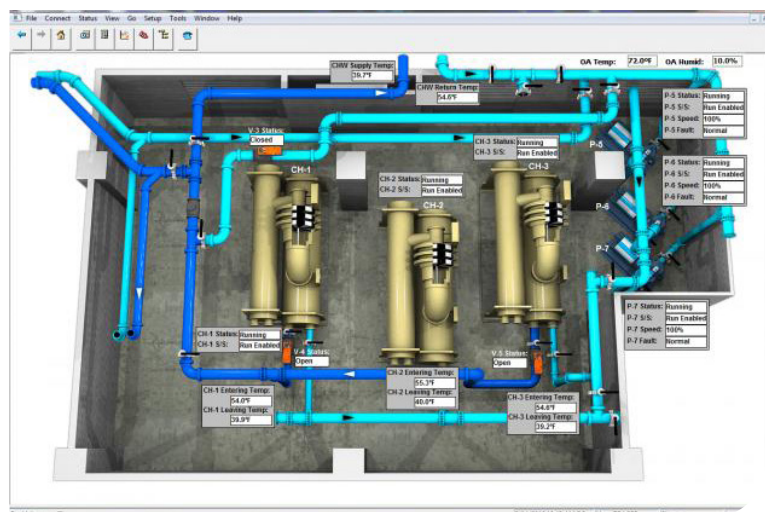 File Connect Status View Go Setup Tools Window Help
OA Temp: 72.0°F OA Humid: 10.0%
CHW Supply Temp:
39.7°F
CHW Return Temp:
54.6°F
P-5 Status: Running
P-5 S/S: Run Enabled
P-5 Speed: 100%
P-5 Fault: Normal
V-3 Status:
Closed
CH-3 Status: Running
CH-3 S/S: Run Enabled
P-5
CH-1
CH-3
P-6 Status: Running
P-6 S/S: Run Enabled
P-6 Speed: 100%
P-6 Fault: Normal
CH-2 Status: Running
CH-2 S/S: Run Enabled
CH-2
P-6
P-7
P-7 Status: Running
P-7 S/S: Run Enabled
P-7 Speed: 100%
P-7 Fault: Normal
CH-1 Status: Running
CH-1 S/S: Run Enabled
V-4 Status:
Open
V-5 Status:
Open
CH-2 Entering Temp:
55.3°F
CH-2 Leaving Temp:
40.0°F
CH-1 Entering Temp:
54.0°F
CH-1 Leaving Temp:
39.9°F
CH-3 Entering Temp:
54.6°F
CH-3 Leaving Temp:
39.2°F